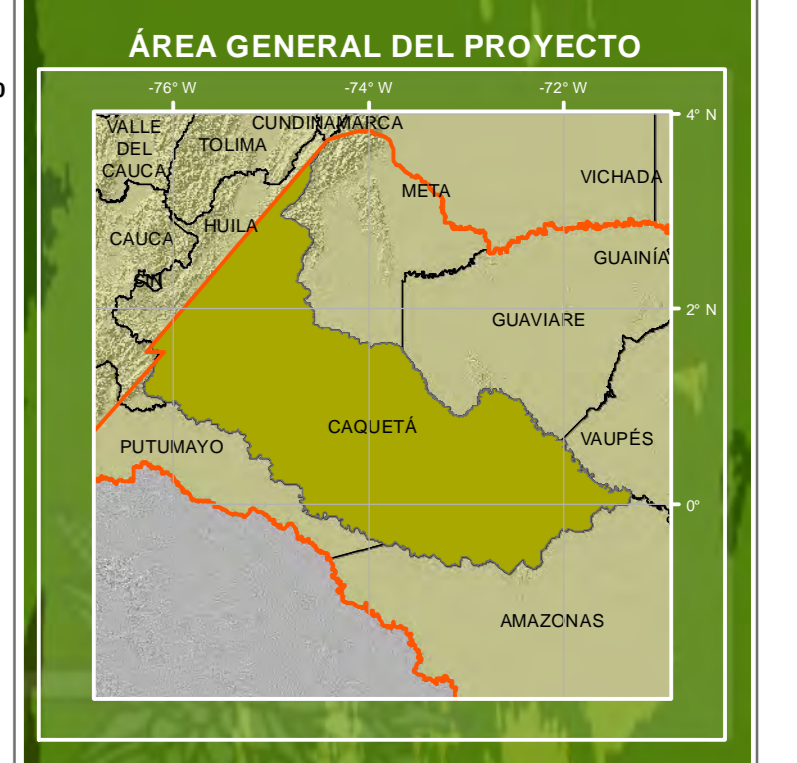 ÁREA GENERAL DEL PROYECTO
-76° W
-74° W
-72° W
4° N
CUNDINAMARCA
VALLE
DEL
CAUCA
TOLIMA
META
VICHADA
HUILA
CAUCA
GUAINÍA
SIN
2° N
GUAVIARE
CAQUETÁ
VAUPÉS
PUTUMAYO
0°
AMAZONAS